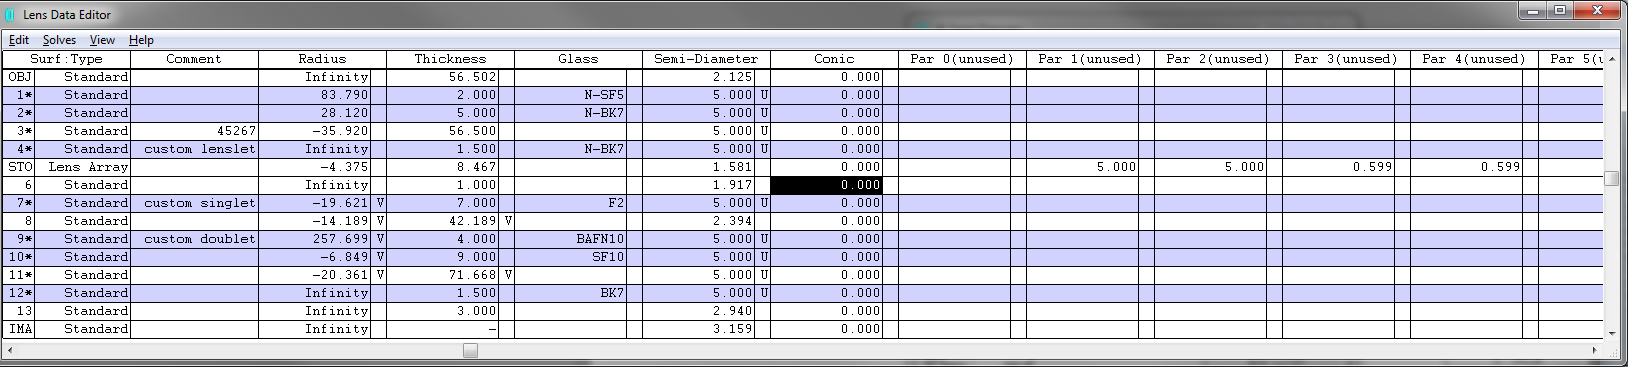 Lens Data Editor
Edit Solves View Help
Surf:Type Comment Radius Thickness Glass Semi-Diameter Conic Par 0(unused) Par 1(unused) Par 2(unused) Par 3(unused) Par 4(unused) Par 5(u
OBJ Standard Infinity 56.502 2.125 0.000
1* Standard 83.790 2.000 N-SF5 5.000 U 0.000
2* Standard 28.120 5.000 N-BK7 5.000 U 0.000
3* Standard 45267 -35.920 56.500 5.000 U 0.000
4* Standard custom lenslet Infinity 1.500 N-BK7 5.000 U 0.000
STO Lens Array -4.375 8.467 1.581 0.000 5.000 5.000 0.599 0.599
6 Standard Infinity 1.000 1.917 0.000
7* Standard custom singlet -19.621 V 7.000 F2 5.000 U 0.000
8 Standard -14.189 V 42.189 V 2.394 0.000
9* Standard custom doublet 257.699 V 4.000 BAFN10 5.000 U 0.000
10* Standard -6.849 V 9.000 SF10 5.000 U 0.000
11* Standard -20.361 V 71.668 V 5.000 U 0.000
12* Standard Infinity 1.500 BK7 5.000 U 0.000
13 Standard Infinity 3.000 2.940 0.000
IMA Standard Infinity - 3.159 0.000